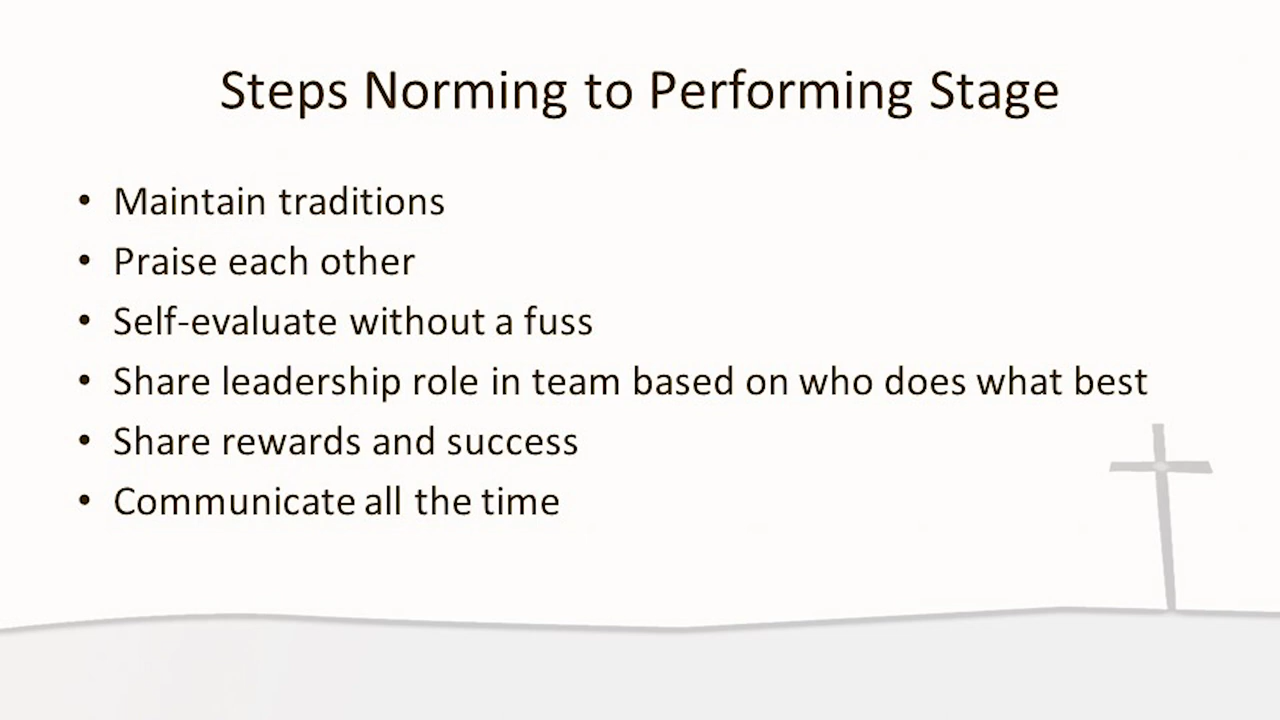 Steps Norming to Performing Stage
• Maintain traditions
• Praise each other
• Self-evaluate without a fuss
• Share leadership role in team based on who does what best
• Share rewards and success
• Communicate all the time